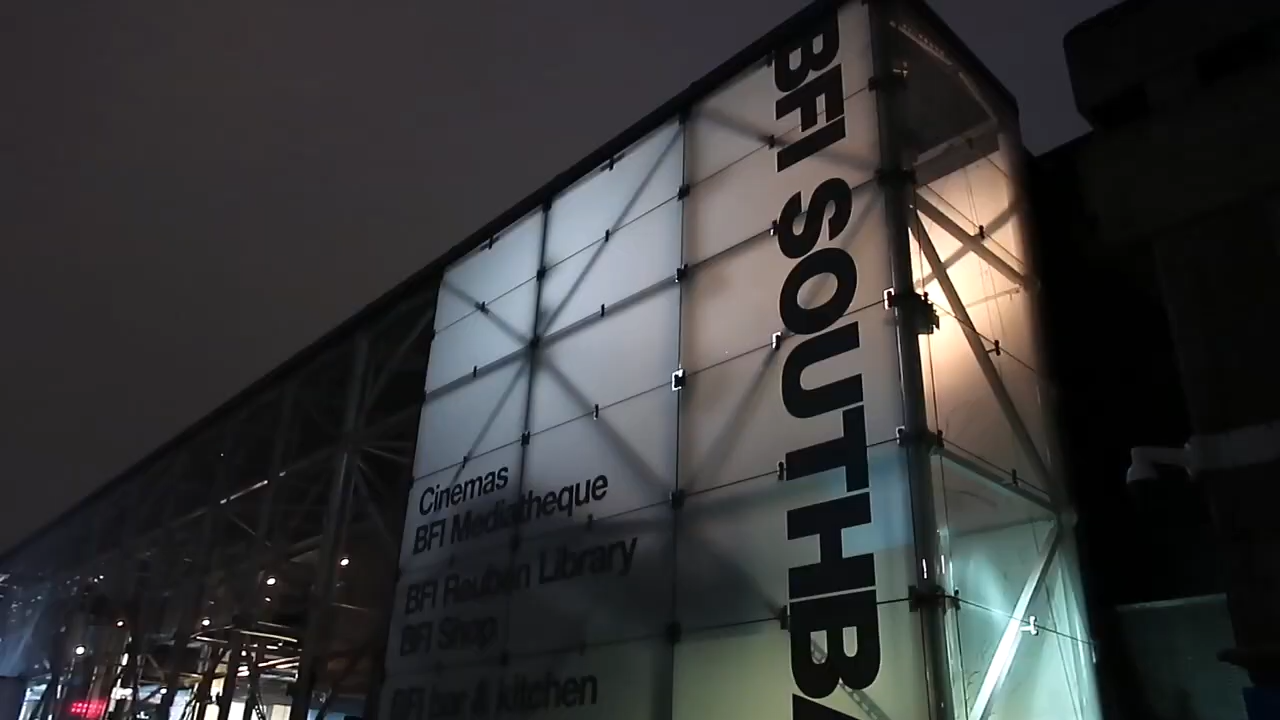 BFI SOUTHBA
Cinemas
BFI Mediatheque
BFI Reuben Library
BFI Shop
BFI bar & kitchen